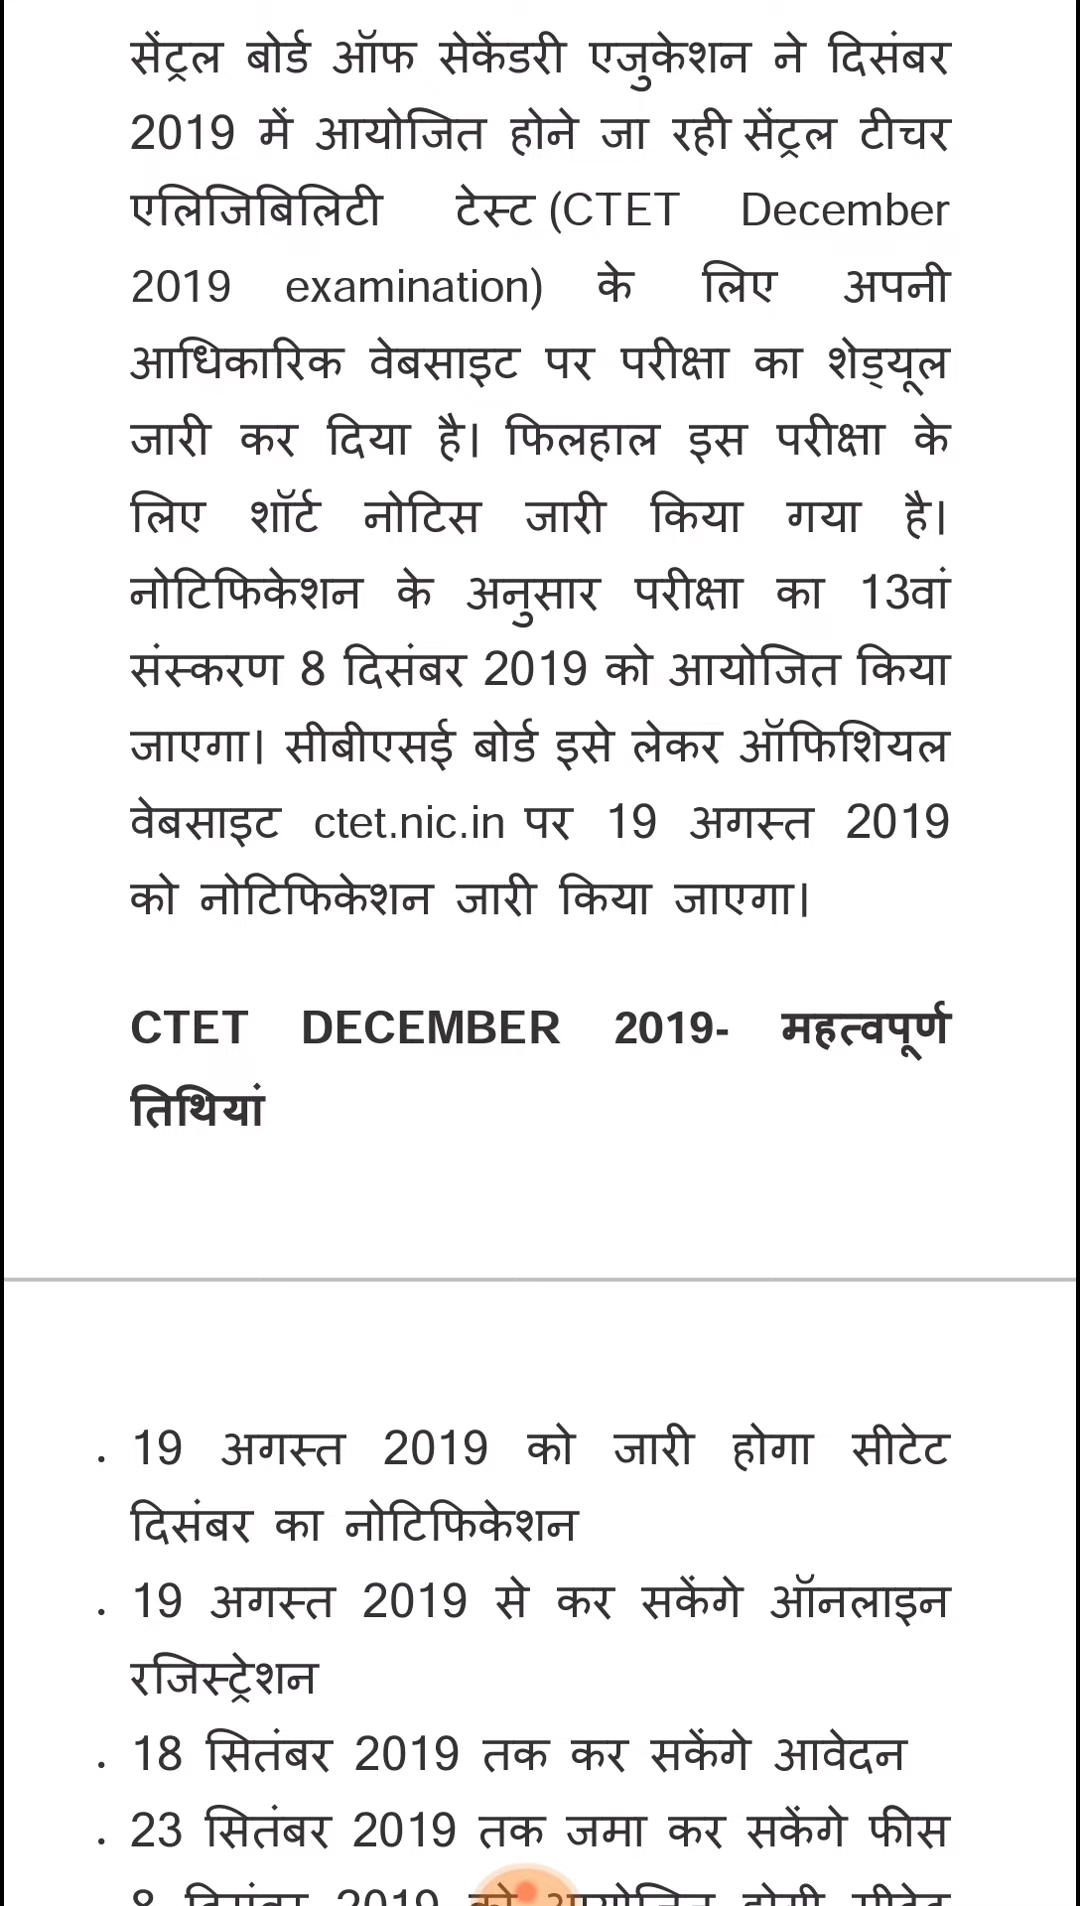 सेंट्रल बोर्ड ऑफ सेकेंडरी एजुकेशन ने दिसंबर
2019 में आयोजित होने जा रही सेंट्रल टीचर
एलिजिबिलिटी टेस्ट (CTET December
2019 examination) के लिए अपनी
आधिकारिक वेबसाइट पर परीक्षा का शेड्यूल
जारी कर दिया है। फिलहाल इस परीक्षा के
लिए शॉर्ट नोटिस जारी किया गया है।
नोटिफिकेशन के अनुसार परीक्षा का 13वां
संस्करण 8 दिसंबर 2019 को आयोजित किया
जाएगा। सीबीएसई बोर्ड इसे लेकर ऑफिशियल
वेबसाइट ctet.nic.in पर 19 अगस्त 2019
को नोटिफिकेशन जारी किया जाएगा।
CTET DECEMBER 2019- महत्वपूर्ण
तिथियां
. 19 अगस्त 2019 को जारी होगा सीटेट
दिसंबर का नोटिफिकेशन
. 19 अगस्त 2019 से कर सकेंगे ऑनलाइन
रजिस्ट्रेशन
. 18 सितंबर 2019 तक कर सकेंगे आवेदन
. 23 सितंबर 2019 तक जमा कर सकेंगे फीस
8 दिसंबर 2019 को आयोजित होगी सीटेट